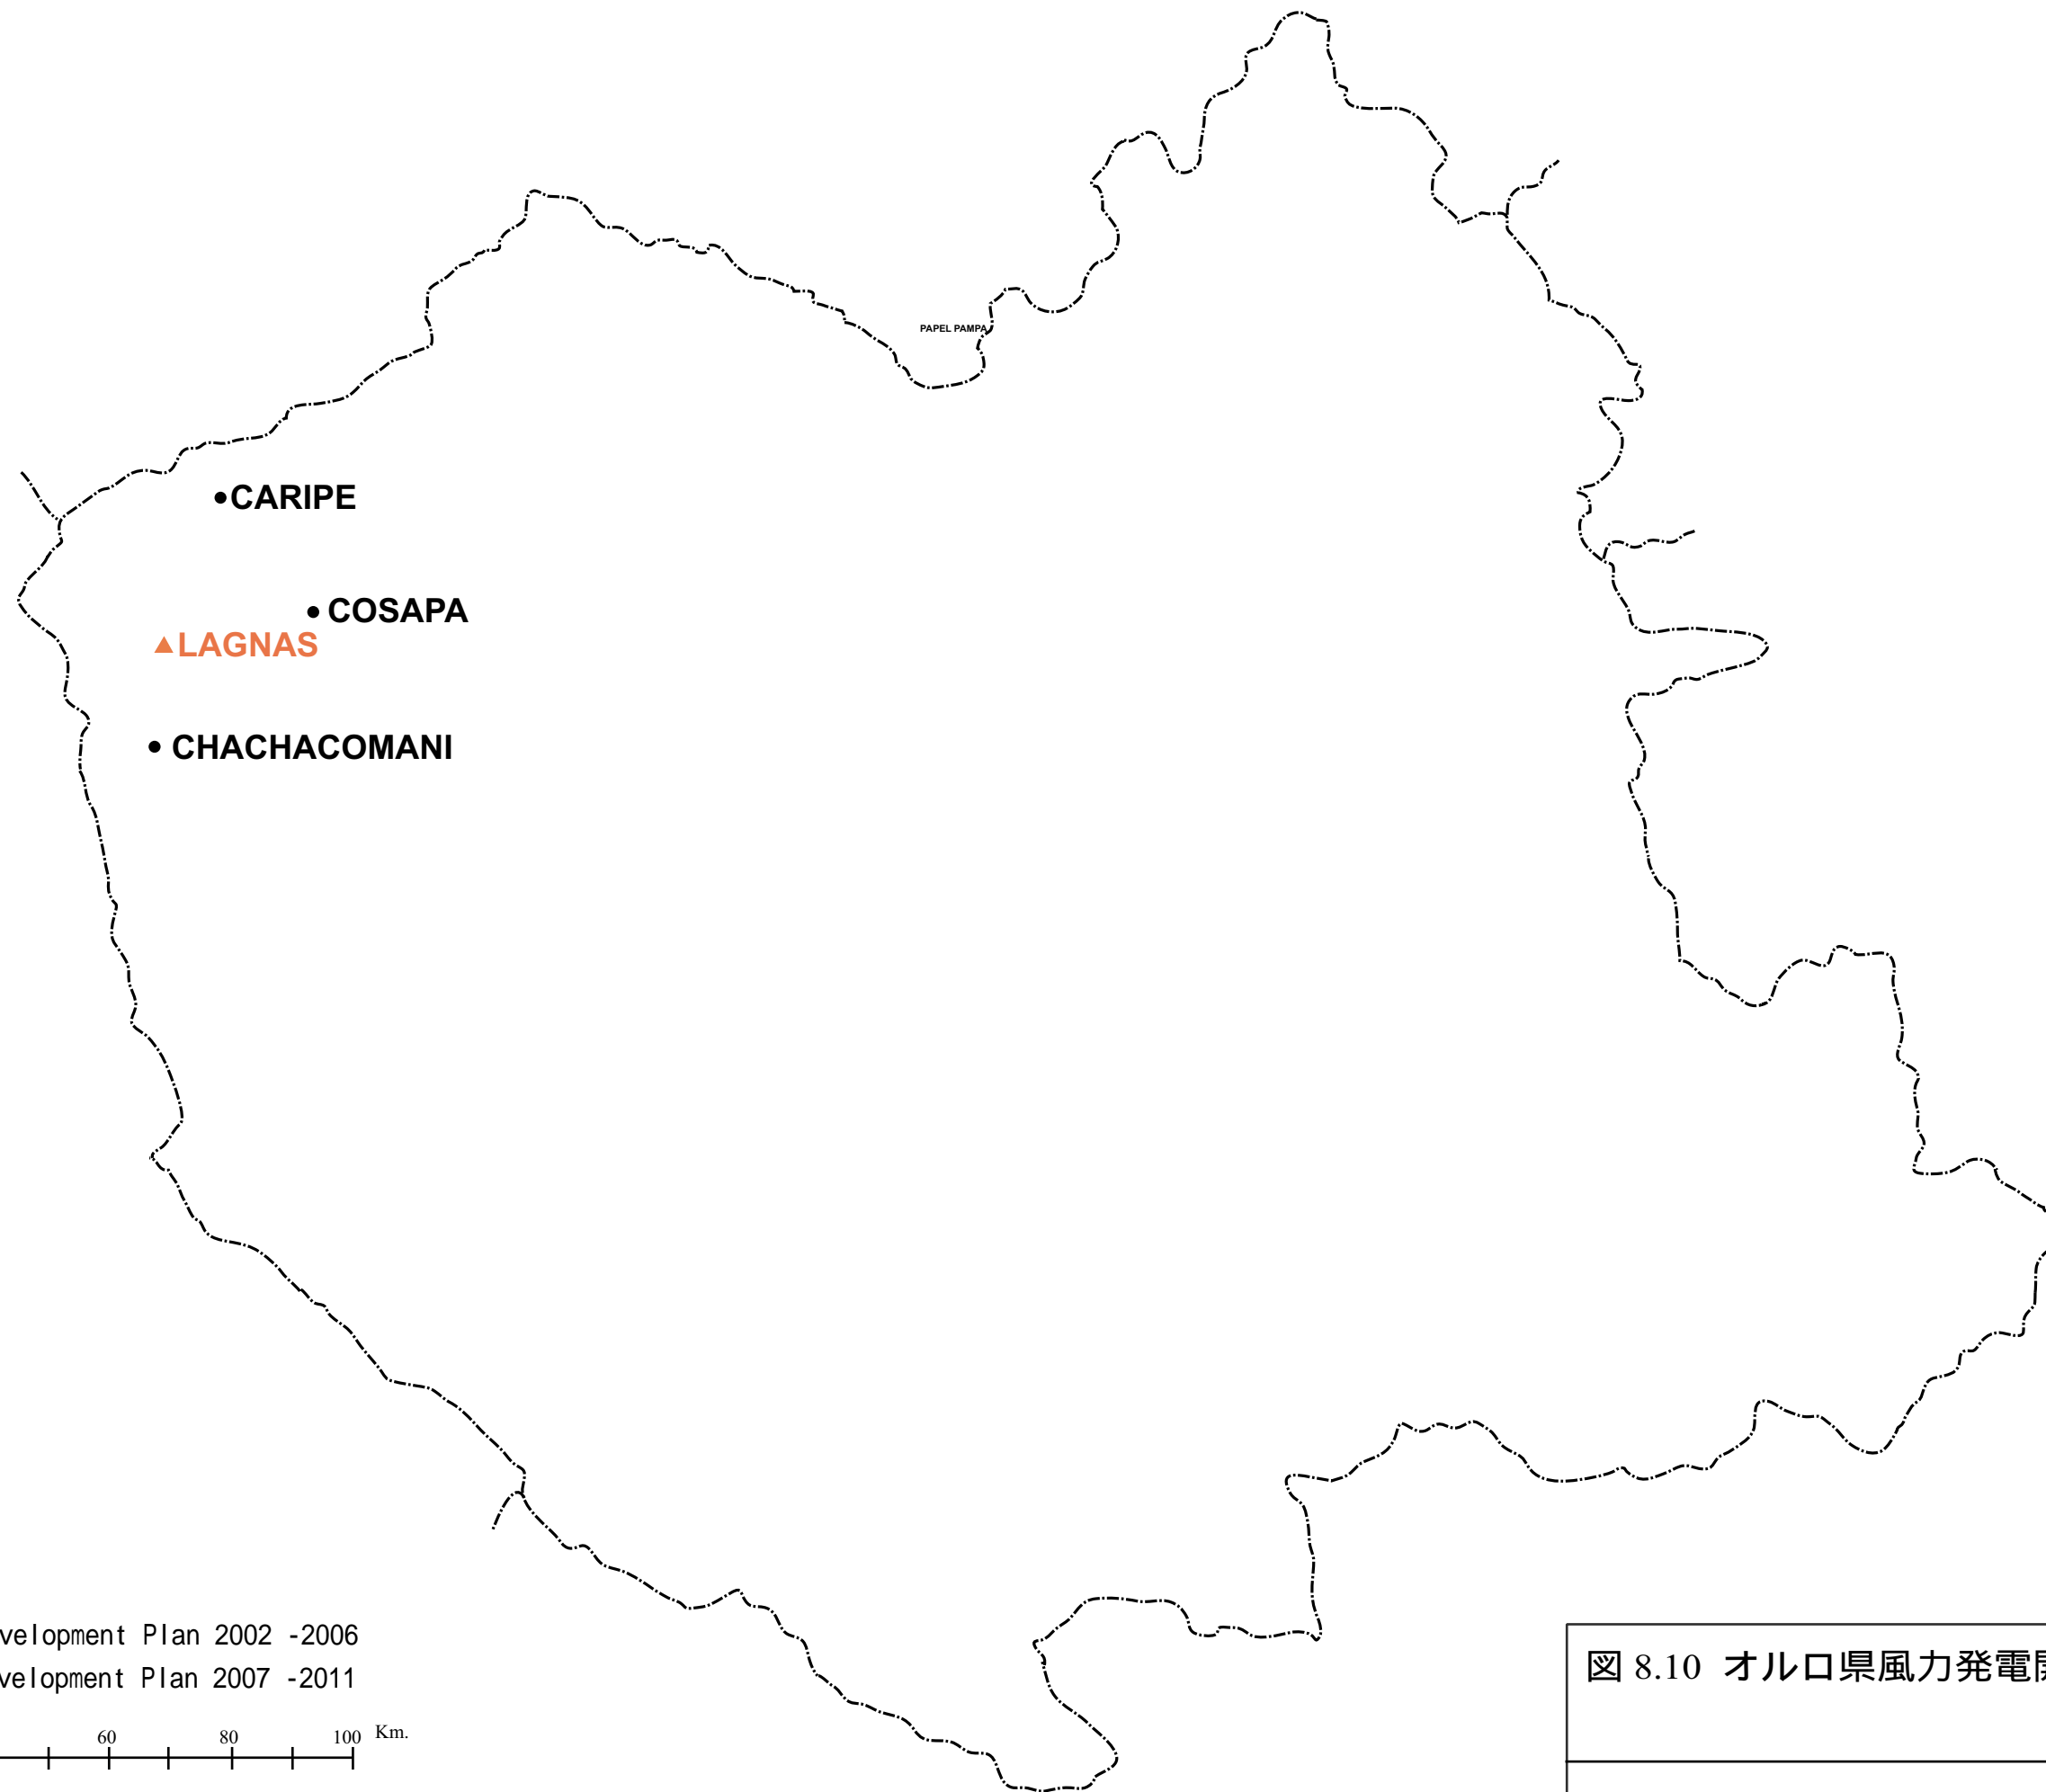 PAPEL PAMPA
CARIPE
COSAPA
LAGNAS
CHACHACOMANI
velopment Plan 2002 -2006
velopment Plan 2007 -2011
60 80 100 Km.
図 8.10 オルロ県風力発電開